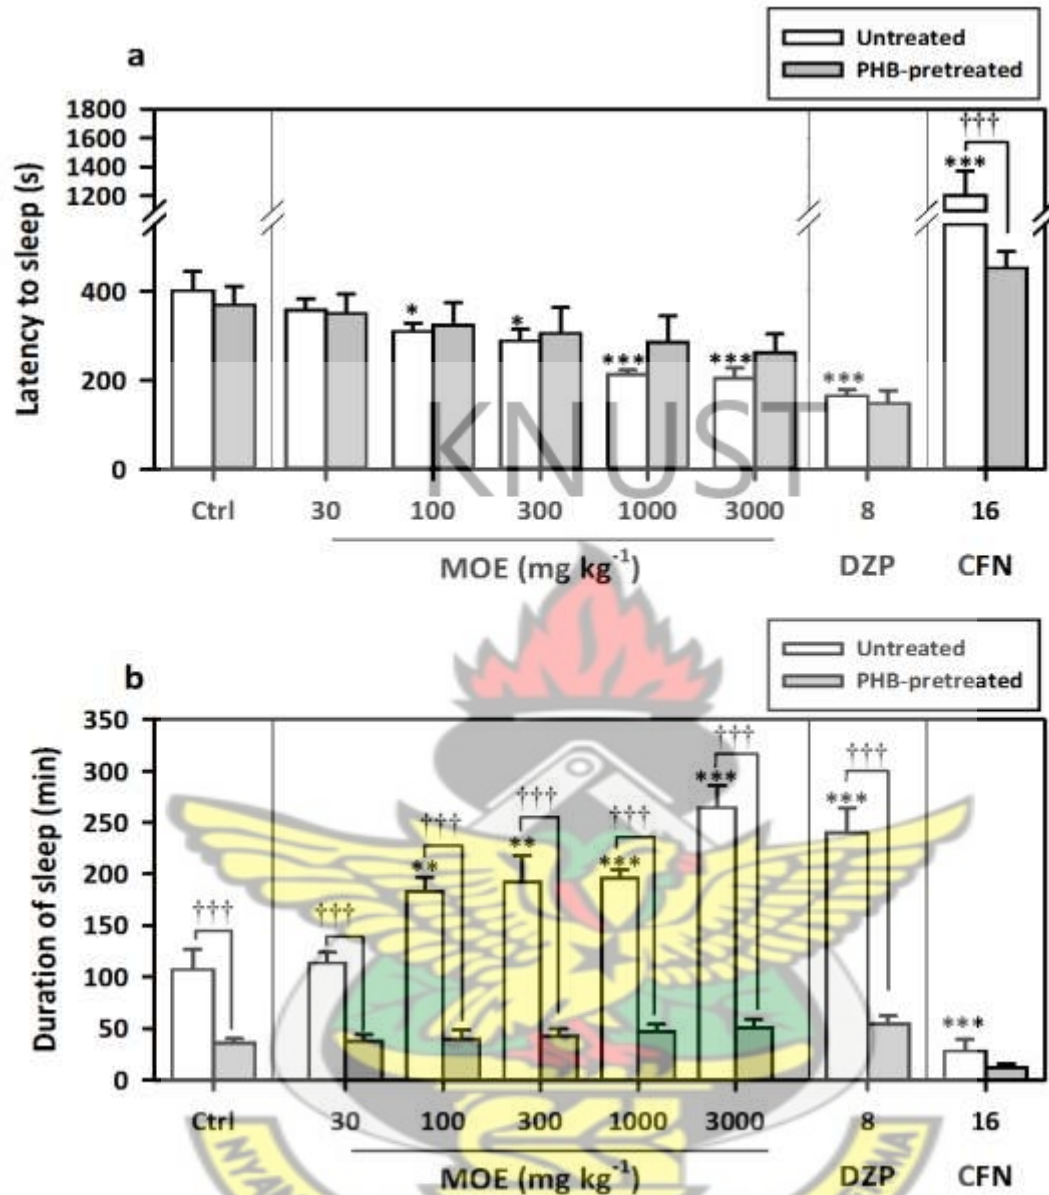 a
Untreated
PHB-pretreated
Latency to sleep (s)
1800
1600
1400
1200
400
200
0
†††
***
* * *** *** ***
KNUST
Ctrl 30 100 300 1000 3000 8 16
MOE (mg kg-1) DZP CFN
b
Untreated
PHB-pretreated
Duration of sleep (min)
350
300
250
200
150
100
50
0
††† ††† ††† ††† ††† ††† †††
** ** *** *** *** ***
Ctrl 30 100 300 1000 3000 8 16
MOE (mg kg-1) DZP CFN